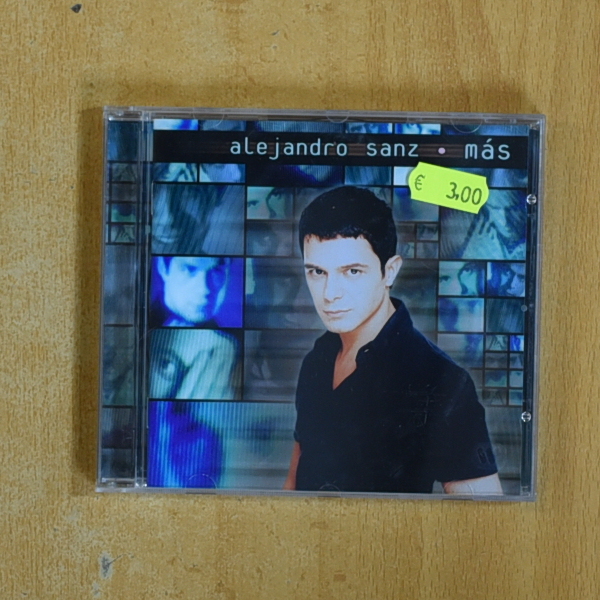 alejandro sanz • más
€ 3,00